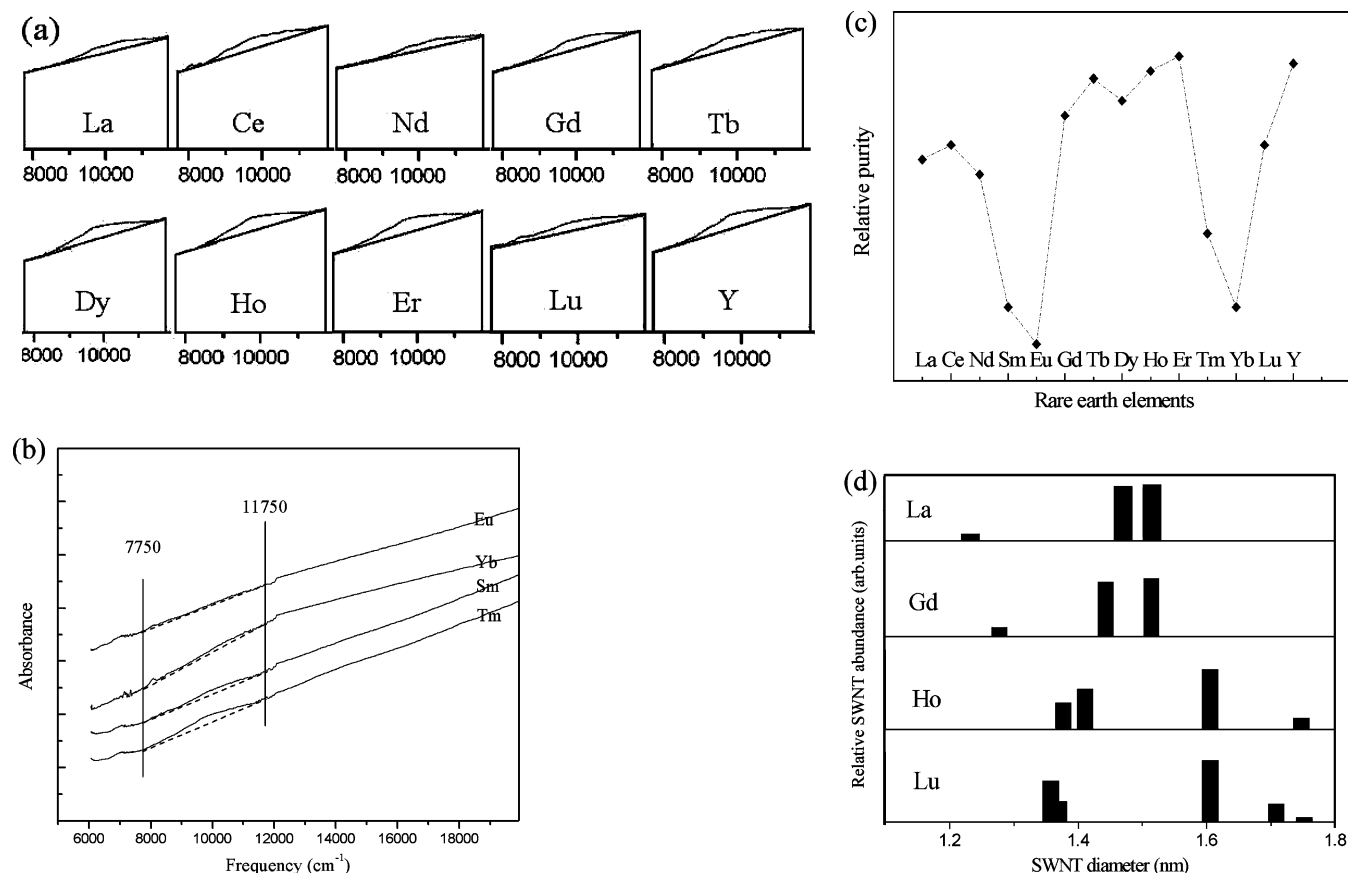 (a)
La Ce Nd Gd Tb
8000 10000 8000 10000 8000 10000 8000 10000 8000 10000
Dy Ho Er Lu Y
8000 10000 8000 10000 8000 10000 8000 10000 8000 10000
(b)
7750
11750
Eu
Yb
Sm
Tm
Absorbance
6000 8000 10000 12000 14000 16000 18000
Frequency (cm⁻¹)
(c)
Relative purity
La Ce Nd Sm Eu Gd Tb Dy Ho Er Tm Yb Lu Y
Rare earth elements
(d)
Relative SWNT abundance (arb.units)
La
Gd
Ho
Lu
1.2 1.4 1.6 1.8
SWNT diameter (nm)